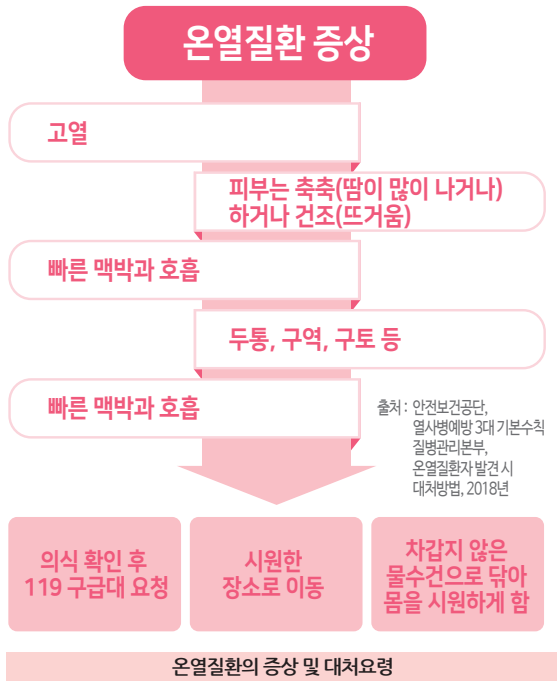 온열질환 증상
고열
피부는 축축(땀이 많이 나거나)
하거나 건조(뜨거움)
빠른 맥박과 호흡
두통, 구역, 구토 등
빠른 맥박과 호흡
출처 : 안전보건공단,
열사병예방 3대 기본수칙
질병관리본부,
온열질환자 발견 시
대처방법, 2018년
의식 확인 후
119 구급대 요청
시원한
장소로 이동
차갑지 않은
물수건으로 닦아
몸을 시원하게 함
온열질환의 증상 및 대처요령